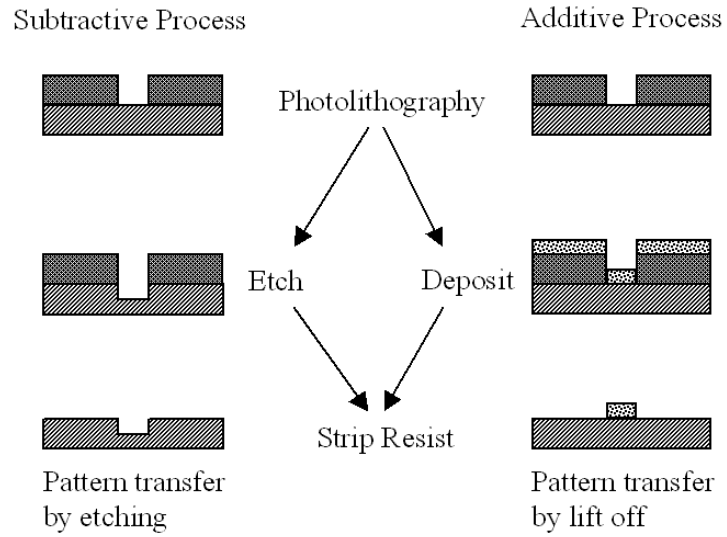 Subtractive Process
Additive Process
Photolithography
Etch
Deposit
Strip Resist
Pattern transfer
by etching
Pattern transfer
by lift off